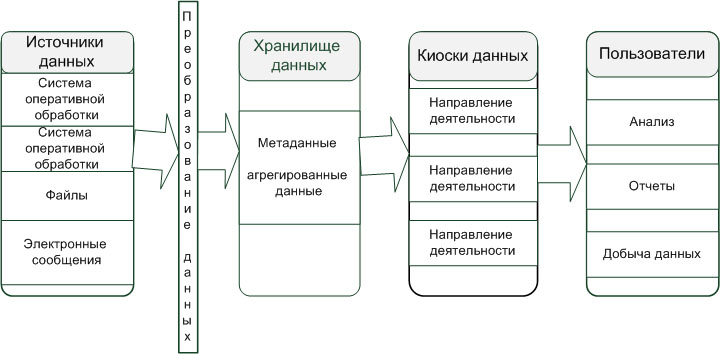 Источники
данных
Система
оперативной
обработки
Система
оперативной
обработки
Файлы
Электронные
сообщения
Преобразование данных
Хранилище
данных
Метаданные
агрегированные
данные
Киоски данных
Направление
деятельности
Направление
деятельности
Направление
деятельности
Пользователи
Анализ
Отчеты
Добыча данных